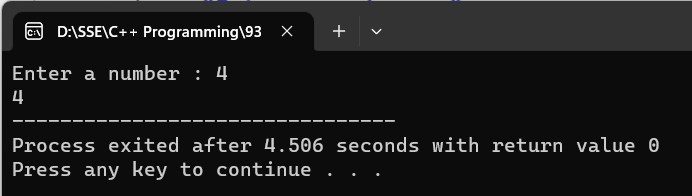 D:\SSE\C++ Programming\93
Enter a number : 4
4
--------------------------------
Process exited after 4.506 seconds with return value 0
Press any key to continue . . .